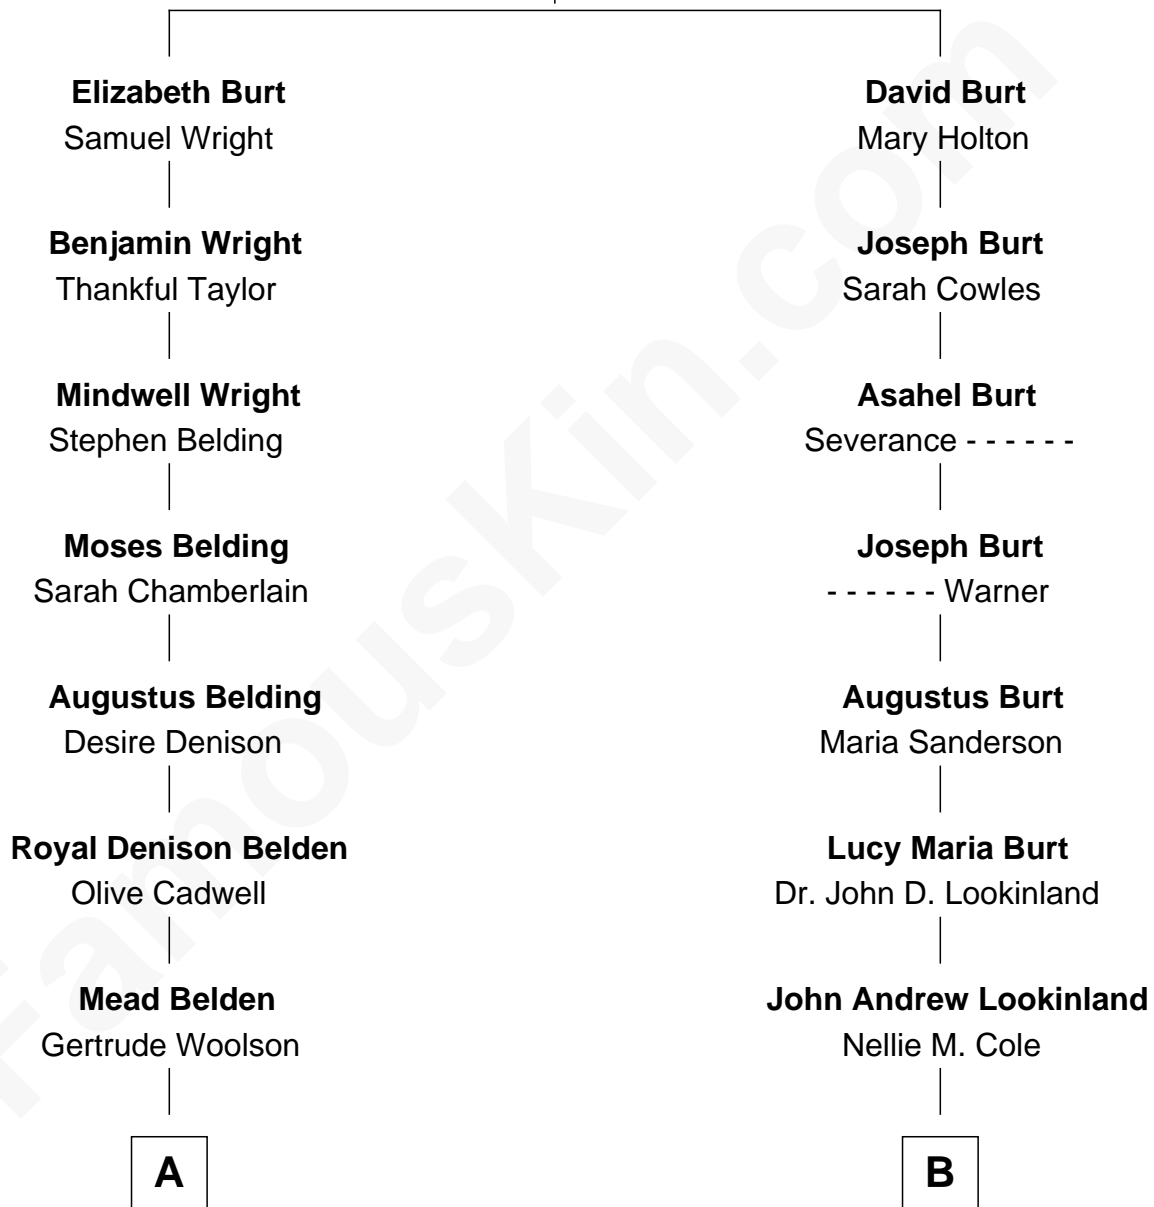 Elizabeth Burt
Samuel Wright
David Burt
Mary Holton
Benjamin Wright
Thankful Taylor
Joseph Burt
Sarah Cowles
Mindwell Wright
Stephen Belding
Asahel Burt
Severance - - - - - -
Moses Belding
Sarah Chamberlain
Joseph Burt
- - - - - - Warner
Augustus Belding
Desire Denison
Augustus Burt
Maria Sanderson
Royal Denison Belden
Olive Cadwell
Lucy Maria Burt
Dr. John D. Lookinland
Mead Belden
Gertrude Woolson
John Andrew Lookinland
Nellie M. Cole
A
B
FamousKin.com